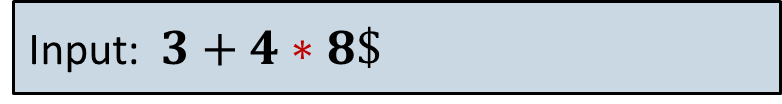 Input: 3 + 4 * 8$